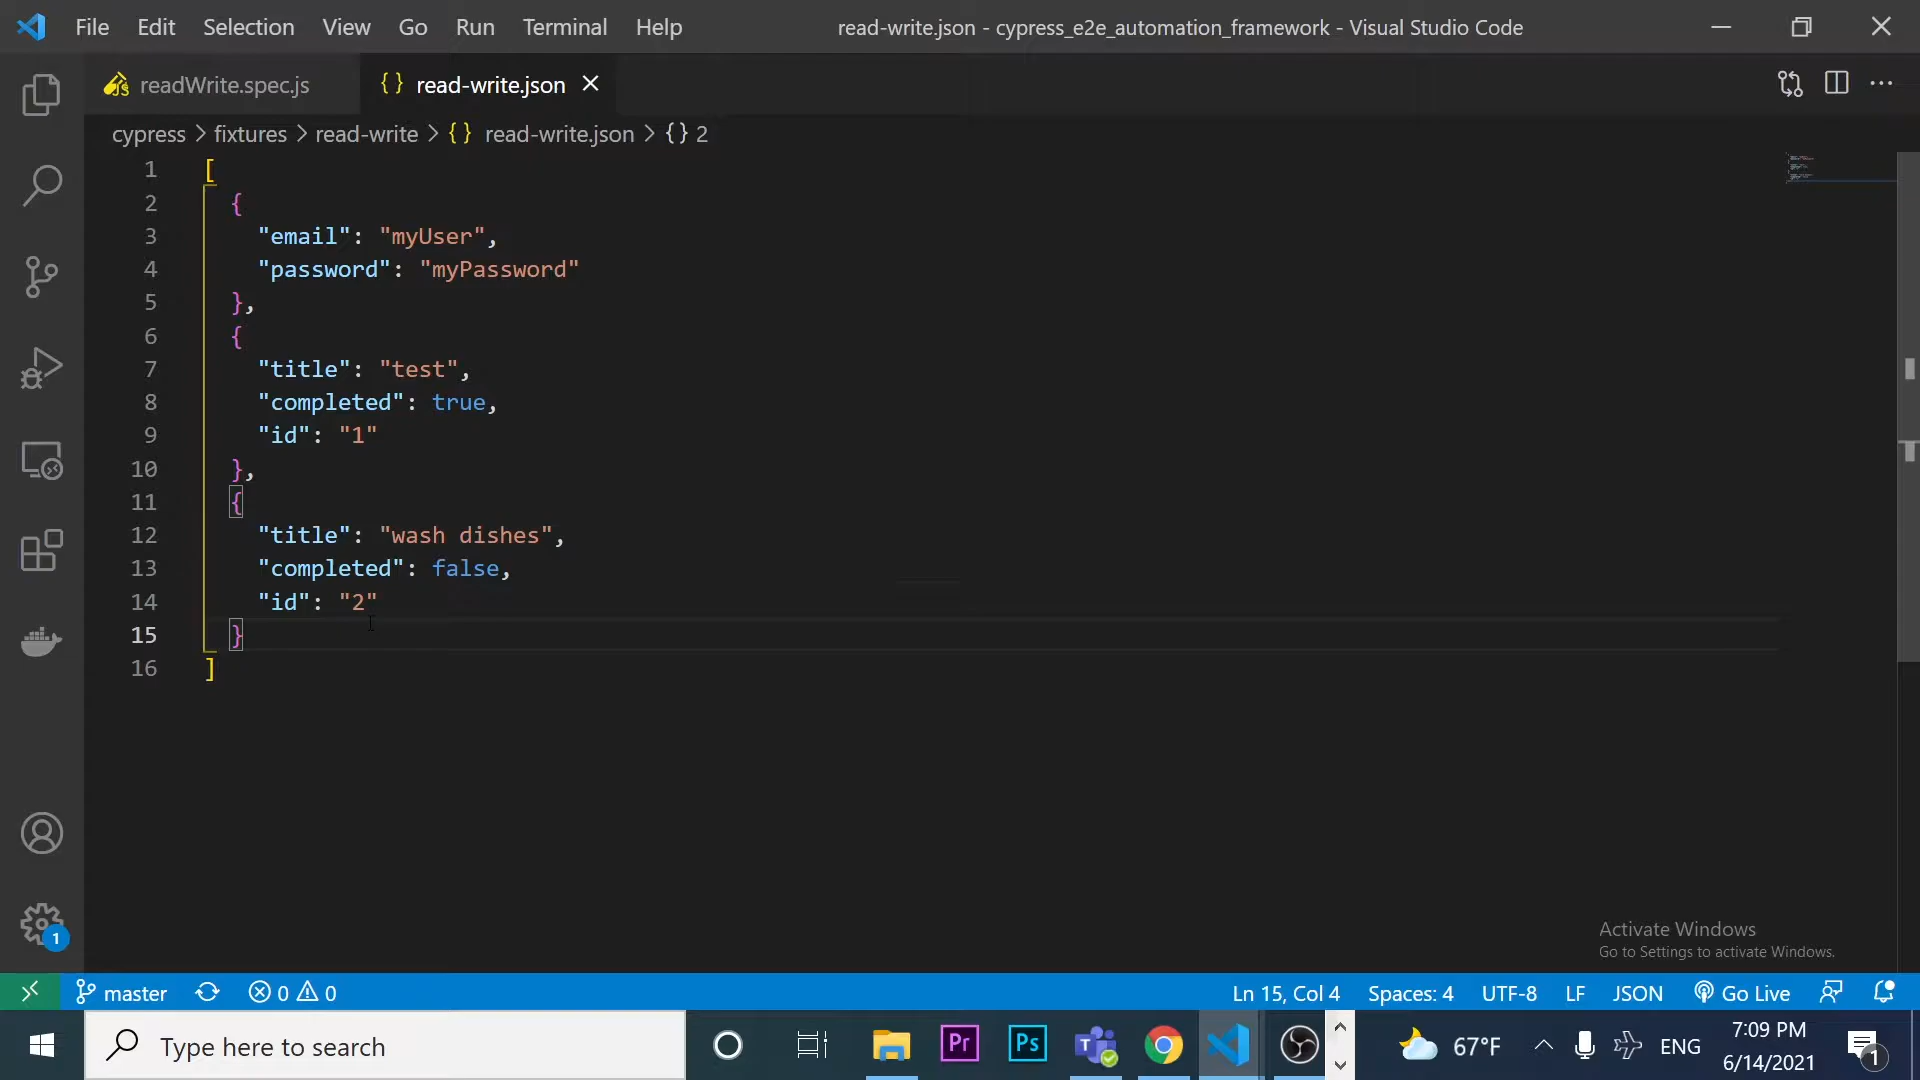 File Edit Selection View Go Run Terminal Help read-write.json - cypress_e2e_automation_framework - Visual Studio Code
readWrite.spec.js {} read-write.json
cypress > fixtures > read-write > {} read-write.json > {} 2
1 [
2 {
3 "email": "myUser",
4 "password": "myPassword"
5 },
6 {
7 "title": "test",
8 "completed": true,
9 "id": "1"
10 },
11 {
12 "title": "wash dishes",
13 "completed": false,
14 "id": "2"
15 }
16 ]
Activate Windows
Go to Settings to activate Windows.
1
master 0 0 Ln 15, Col 4 Spaces: 4 UTF-8 LF JSON Go Live
Type here to search Pr Ps 67°F ENG 7:09 PM
6/14/2021 1